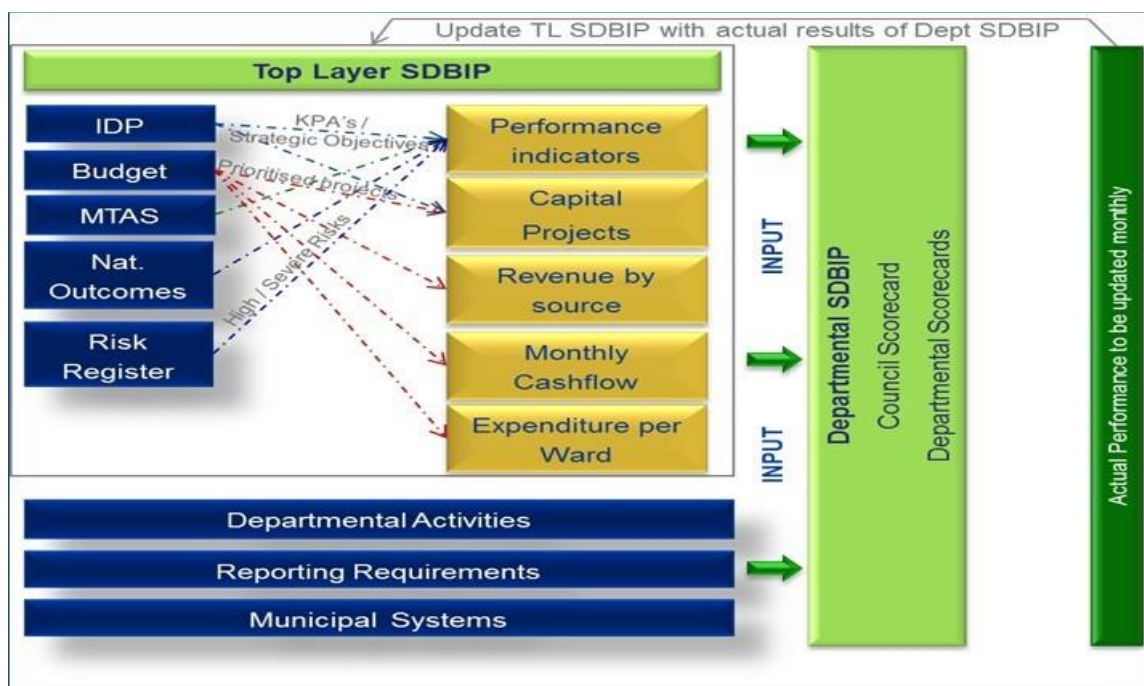 Update TL SDBIP with actual results of Dept SDBIP
Top Layer SDBIP
IDP
Budget
MTAS
Nat.
Outcomes
Risk
Register
KPA's /
Strategic Objectives
Prioritised projects
High / Severe Risks
Performance
indicators
Capital
Projects
Revenue by
source
Monthly
Cashflow
Expenditure per
Ward
INPUT
INPUT
Departmental Activities
Reporting Requirements
Municipal Systems
Departmental SDBIP
Council Scorecard
Departmental Scorecards
Actual Performance to be updated monthly